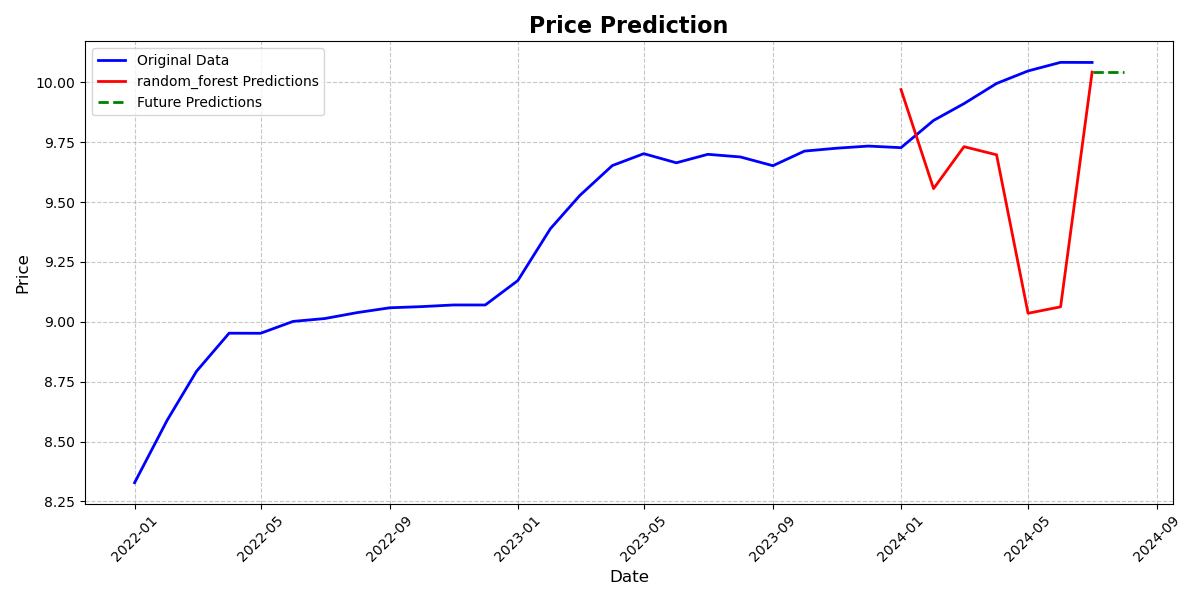 Price Prediction
Original Data
random_forest Predictions
Future Predictions
Price
10.00
9.75
9.50
9.25
9.00
8.75
8.50
8.25
2022-01
2022-05
2022-09
2023-01
2023-05
2023-09
2024-01
2024-05
2024-09
Date